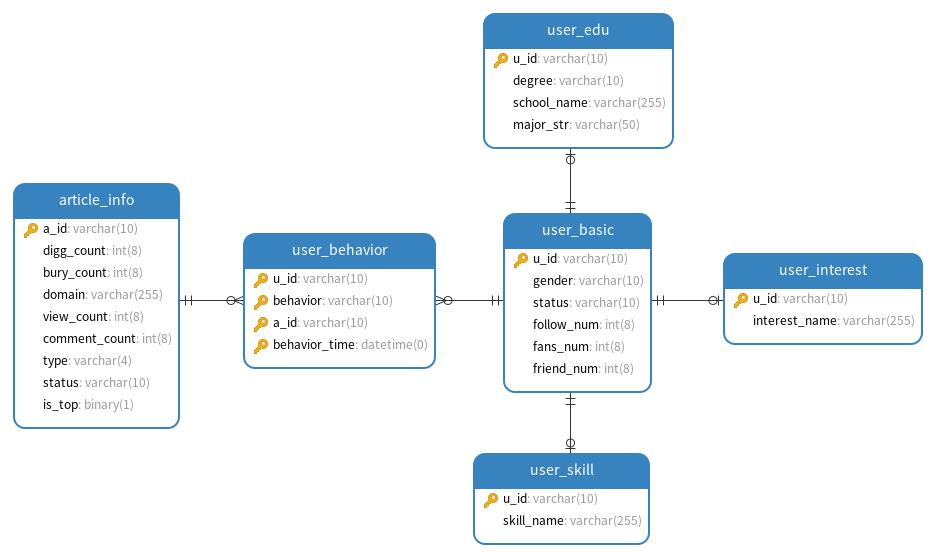 user_edu
u_id: varchar(10)
degree: varchar(10)
school_name: varchar(255)
major_str: varchar(50)
article_info
a_id: varchar(10)
digg_count: int(8)
bury_count: int(8)
domain: varchar(255)
view_count: int(8)
comment_count: int(8)
type: varchar(4)
status: varchar(10)
is_top: binary(1)
user_behavior
u_id: varchar(10)
behavior: varchar(10)
a_id: varchar(10)
behavior_time: datetime(0)
user_basic
u_id: varchar(10)
gender: varchar(10)
status: varchar(10)
follow_num: int(8)
fans_num: int(8)
friend_num: int(8)
user_interest
u_id: varchar(10)
interest_name: varchar(255)
user_skill
u_id: varchar(10)
skill_name: varchar(255)